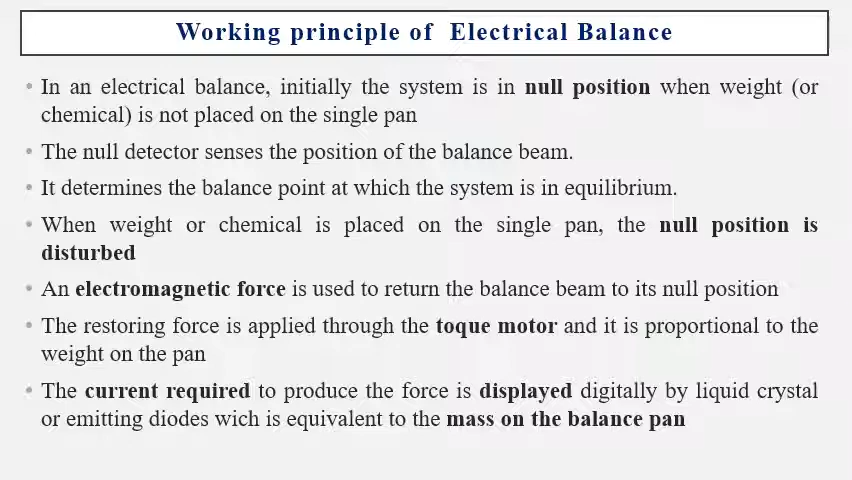 Working principle of Electrical Balance
• In an electrical balance, initially the system is in null position when weight (or
chemical) is not placed on the single pan
• The null detector senses the position of the balance beam.
• It determines the balance point at which the system is in equilibrium.
• When weight or chemical is placed on the single pan, the null position is
disturbed
• An electromagnetic force is used to return the balance beam to its null position
• The restoring force is applied through the toque motor and it is proportional to the
weight on the pan
• The current required to produce the force is displayed digitally by liquid crystal
or emitting diodes wich is equivalent to the mass on the balance pan